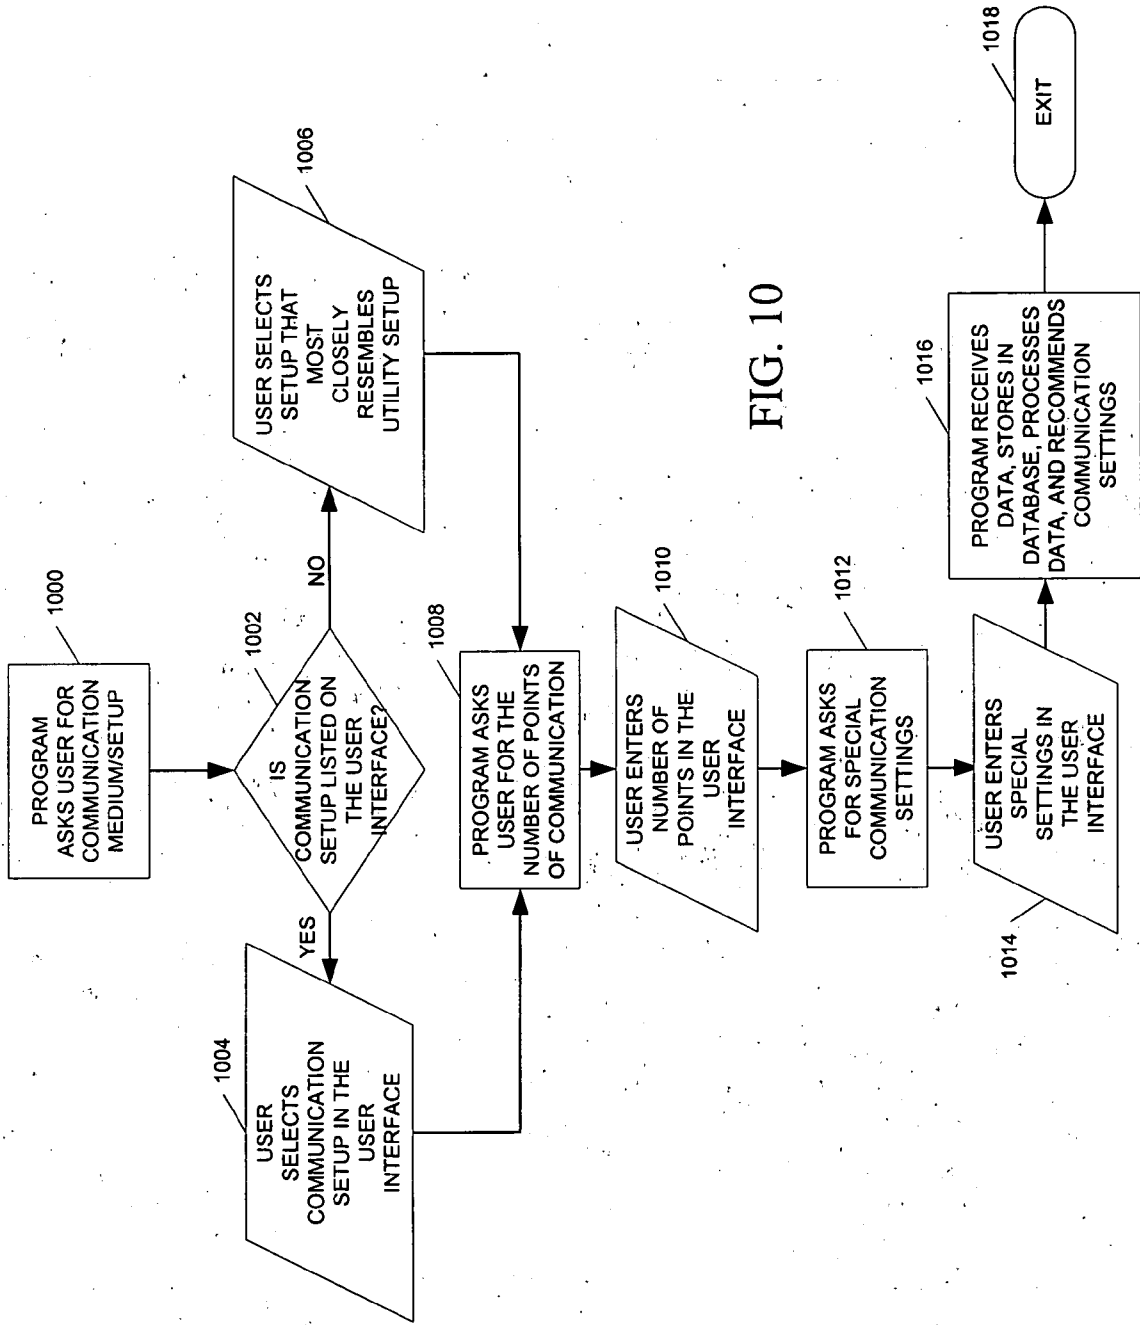 1000
PROGRAM
ASKS USER FOR
COMMUNICATION
MEDIUM/SETUP
1002
IS
COMMUNICATION
SETUP LISTED ON
THE USER
INTERFACE?
YES
NO
1004
USER
SELECTS
COMMUNICATION
SETUP IN THE
USER
INTERFACE
1006
USER SELECTS
SETUP THAT
MOST
CLOSELY
RESEMBLES
UTILITY SETUP
1008
PROGRAM ASKS
USER FOR THE
NUMBER OF POINTS
OF COMMUNICATION
1010
USER ENTERS
NUMBER OF
POINTS IN THE
USER
INTERFACE
1012
PROGRAM ASKS
FOR SPECIAL
COMMUNICATION
SETTINGS
1014
USER ENTERS
SPECIAL
SETTINGS IN
THE USER
INTERFACE
1016
PROGRAM RECEIVES
DATA, STORES IN
DATABASE, PROCESSES
DATA, AND RECOMMENDS
COMMUNICATION
SETTINGS
1018
EXIT
FIG. 10